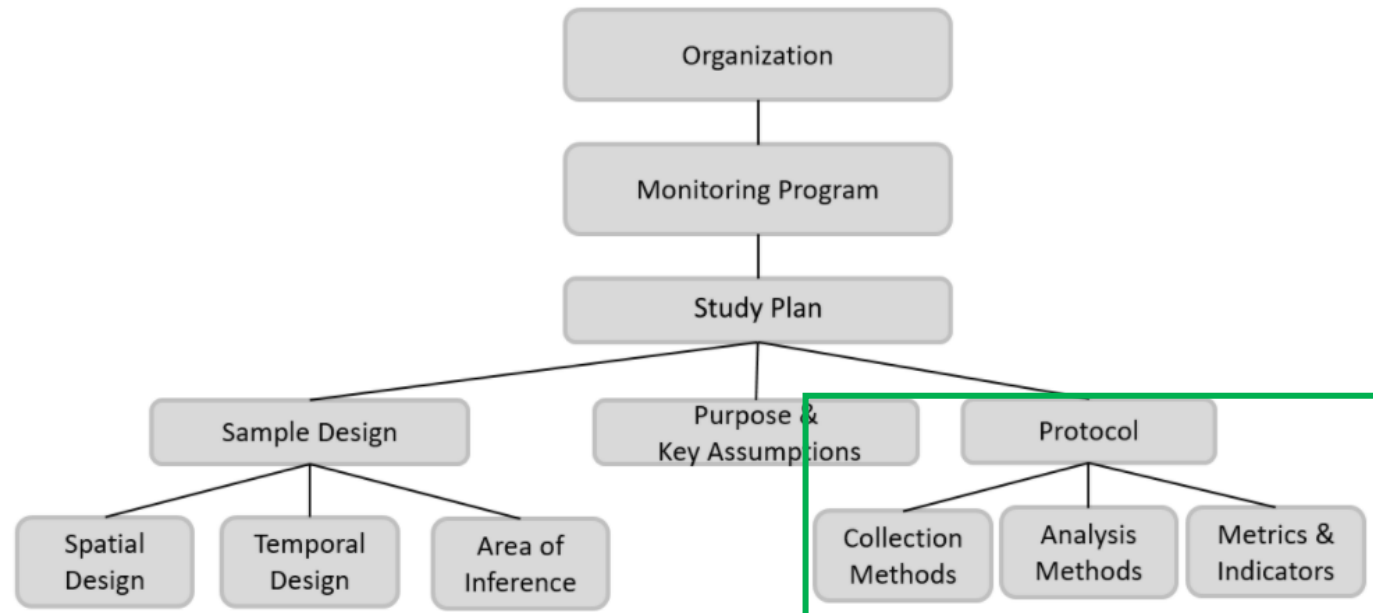 Organization
Monitoring Program
Study Plan
Sample Design
Purpose &
Key Assumptions
Protocol
Spatial
Design
Temporal
Design
Area of
Inference
Collection
Methods
Analysis
Methods
Metrics &
Indicators